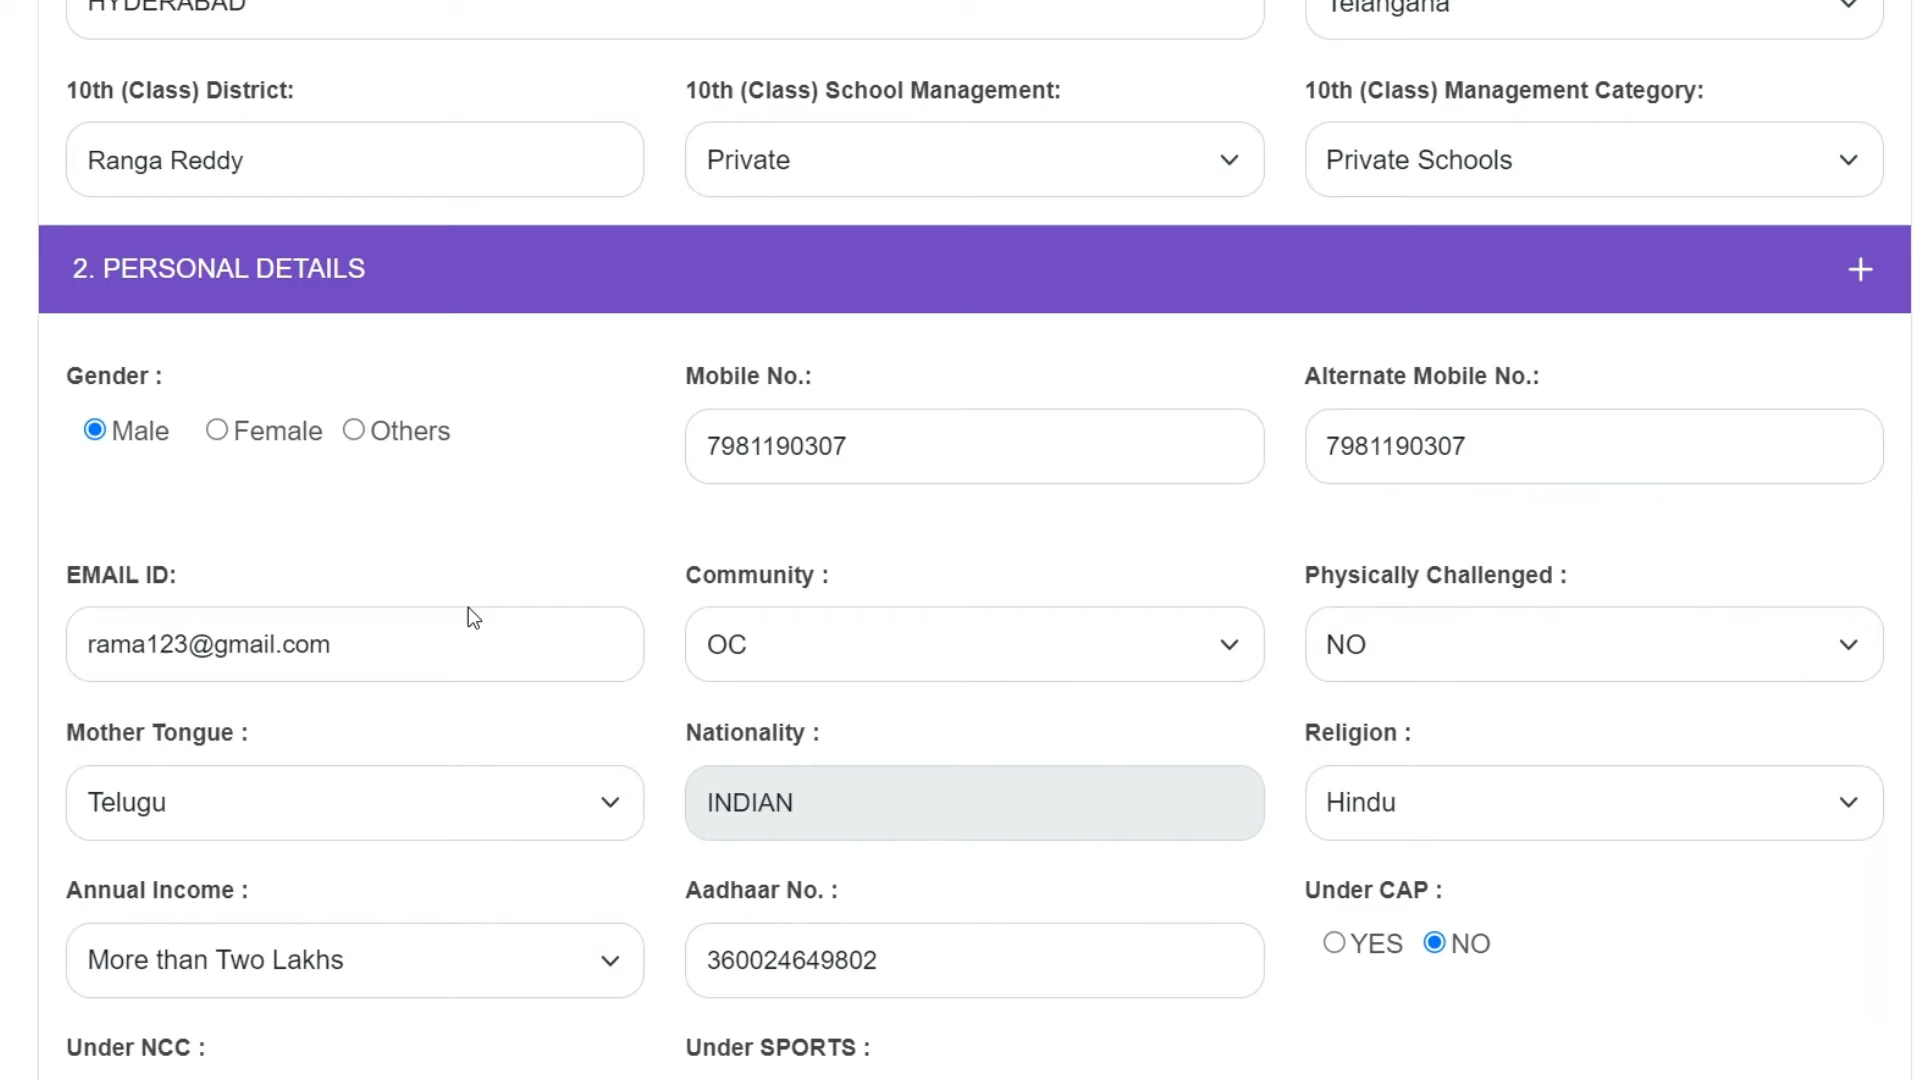 HYDERABAD Telangana
10th (Class) District: 10th (Class) School Management: 10th (Class) Management Category:
Ranga Reddy Private Private Schools
2. PERSONAL DETAILS +
Gender : Mobile No.: Alternate Mobile No.:
Male Female Others 7981190307 7981190307
EMAIL ID: Community : Physically Challenged :
rama123@gmail.com OC NO
Mother Tongue : Nationality : Religion :
Telugu INDIAN Hindu
Annual Income : Aadhaar No. : Under CAP :
More than Two Lakhs 360024649802 YES NO
Under NCC : Under SPORTS :